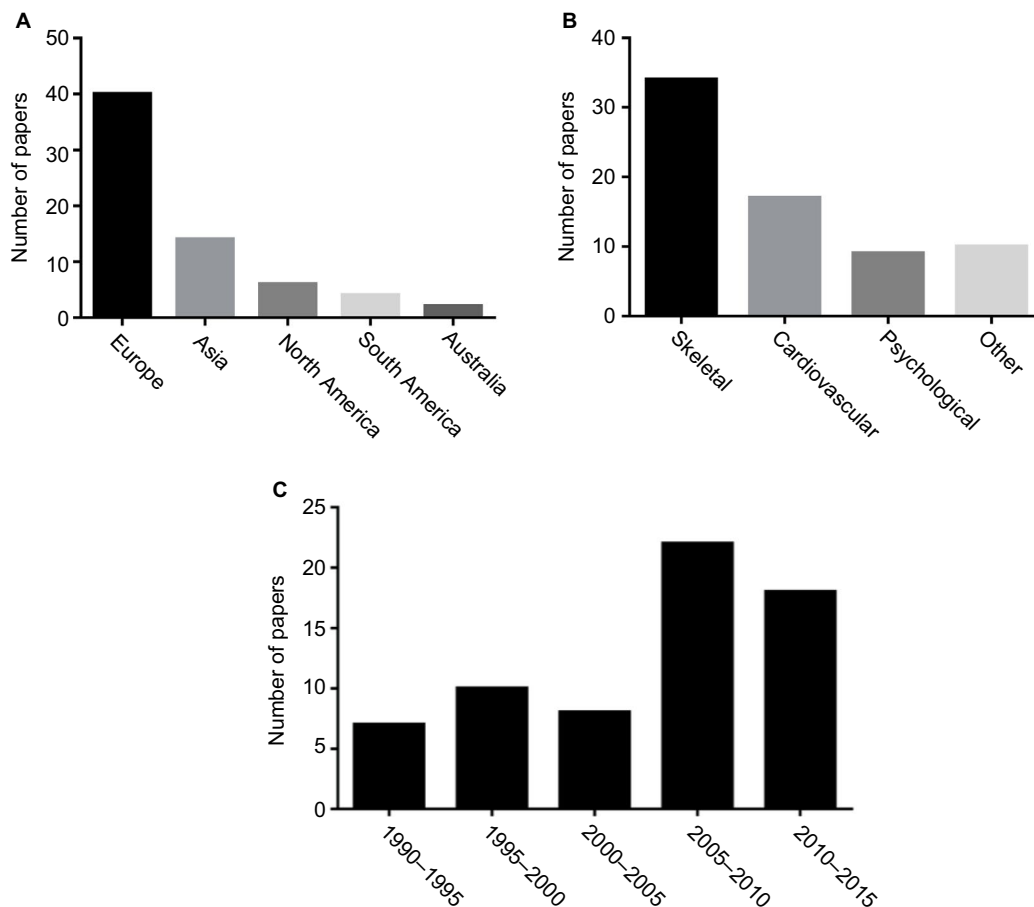 A
Number of papers
50
40
30
20
10
0
Europe
Asia
North America
South America
Australia
B
Number of papers
40
30
20
10
0
Skeletal
Cardiovascular
Psychological
Other
C
Number of papers
25
20
15
10
5
0
1990–1995
1995–2000
2000–2005
2005–2010
2010–2015